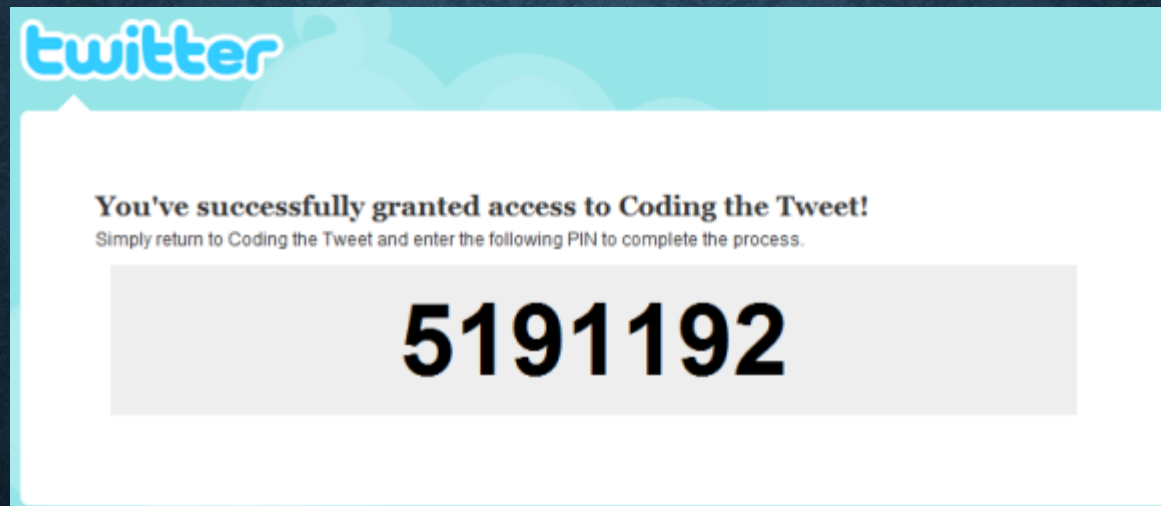 twitter
You've successfully granted access to Coding the Tweet!
Simply return to Coding the Tweet and enter the following PIN to complete the process.
5191192